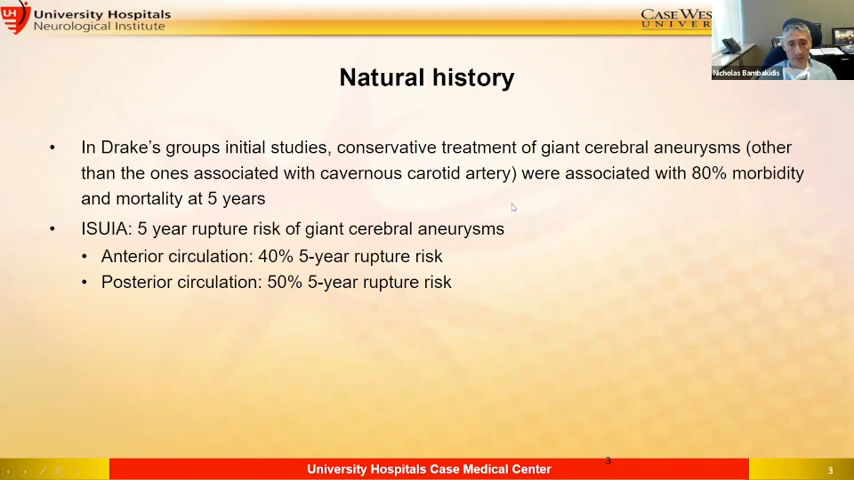 University Hospitals
Neurological Institute
UH
Nicholas Bambakidis
Natural history
• In Drake's groups initial studies, conservative treatment of giant cerebral aneurysms (other
than the ones associated with cavernous carotid artery) were associated with 80% morbidity
and mortality at 5 years
• ISUIA: 5 year rupture risk of giant cerebral aneurysms
• Anterior circulation: 40% 5-year rupture risk
• Posterior circulation: 50% 5-year rupture risk
3
University Hospitals Case Medical Center
3